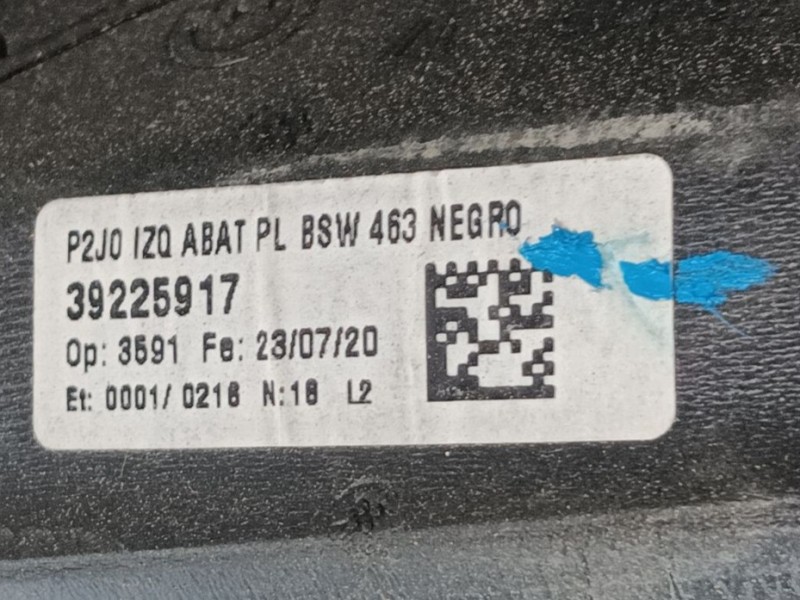 P2J0 IZQ ABAT PL BSW 463 NEGRO
39225917
Op: 3591 Fe: 23/07/20
Et: 0001/ 0216 N:16 L2